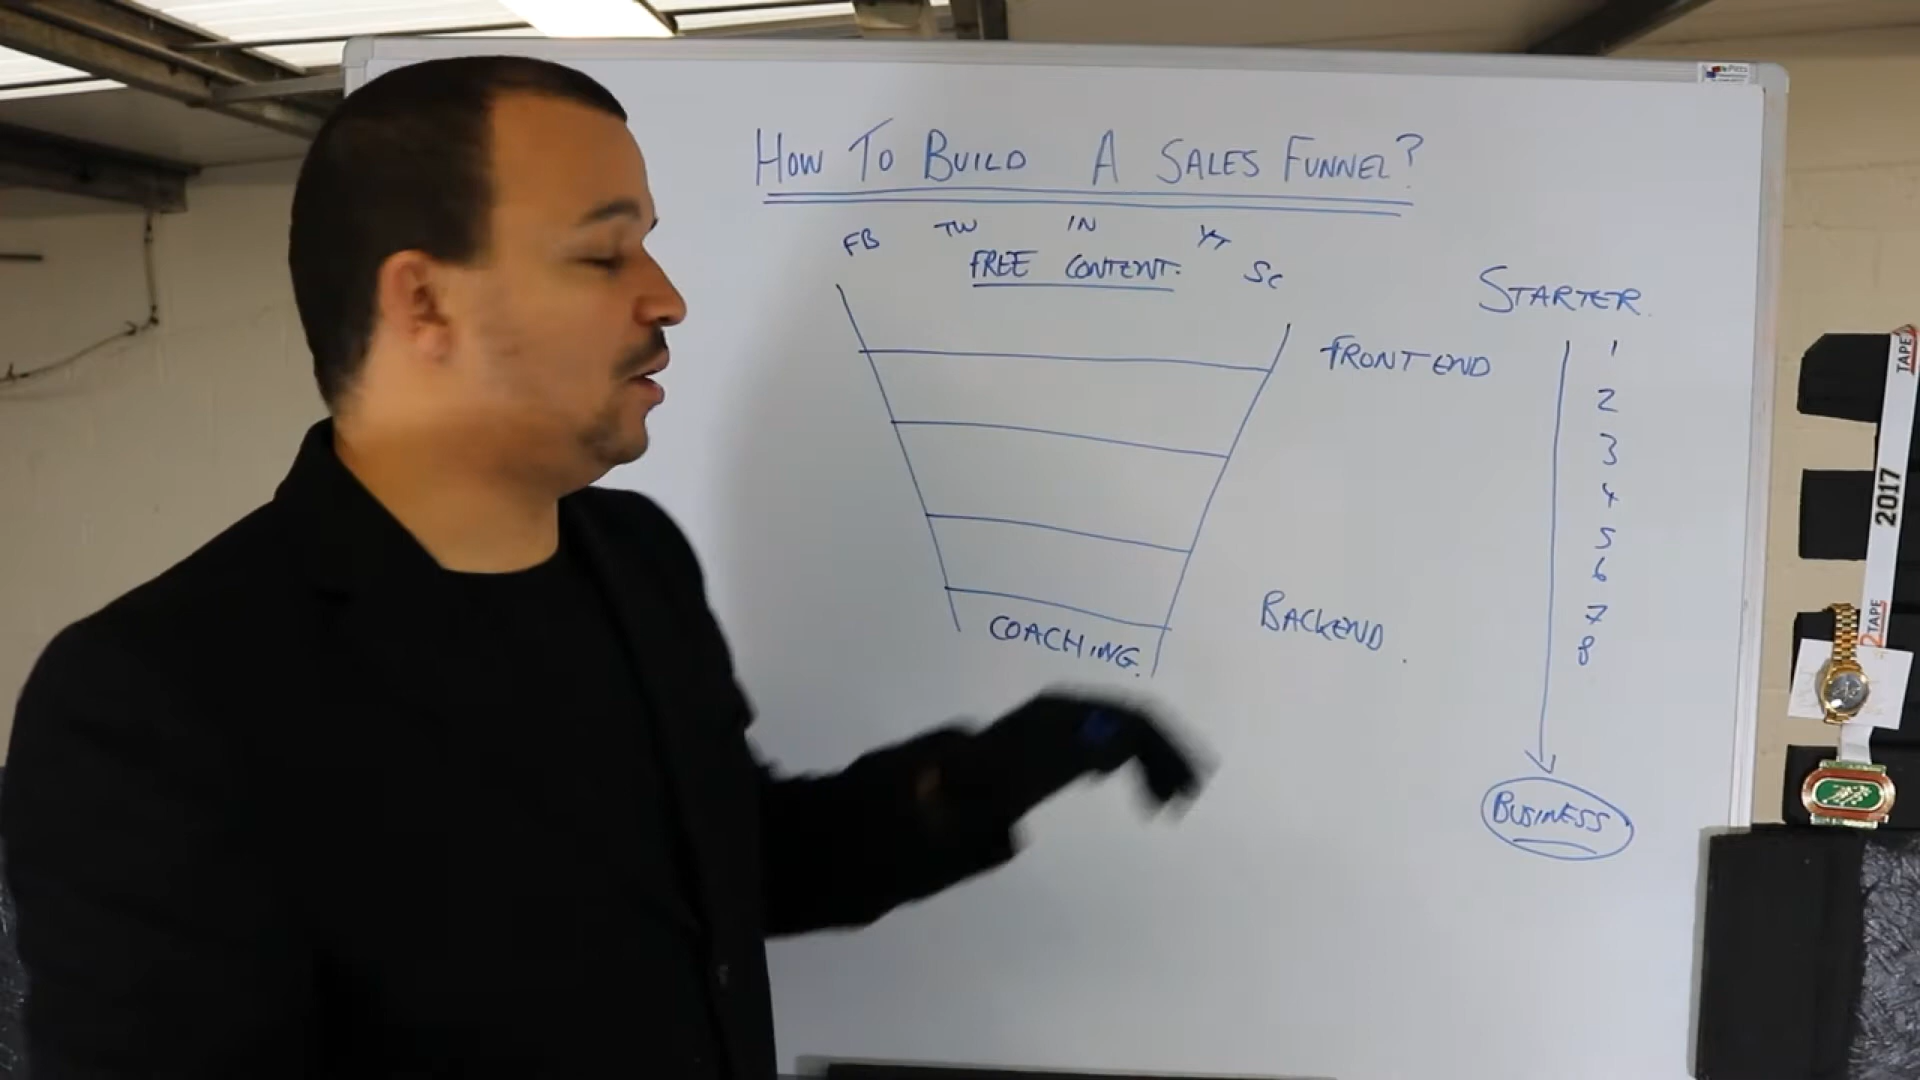 HOW TO BUILD A SALES FUNNEL?
FB TW IN YT SC
FREE CONTENT.
STARTER.
FRONT END
1
2
3
4
5
6
7
8
BACKEND.
COACHING.
BUSINESS
TAPE
2017
TAPE